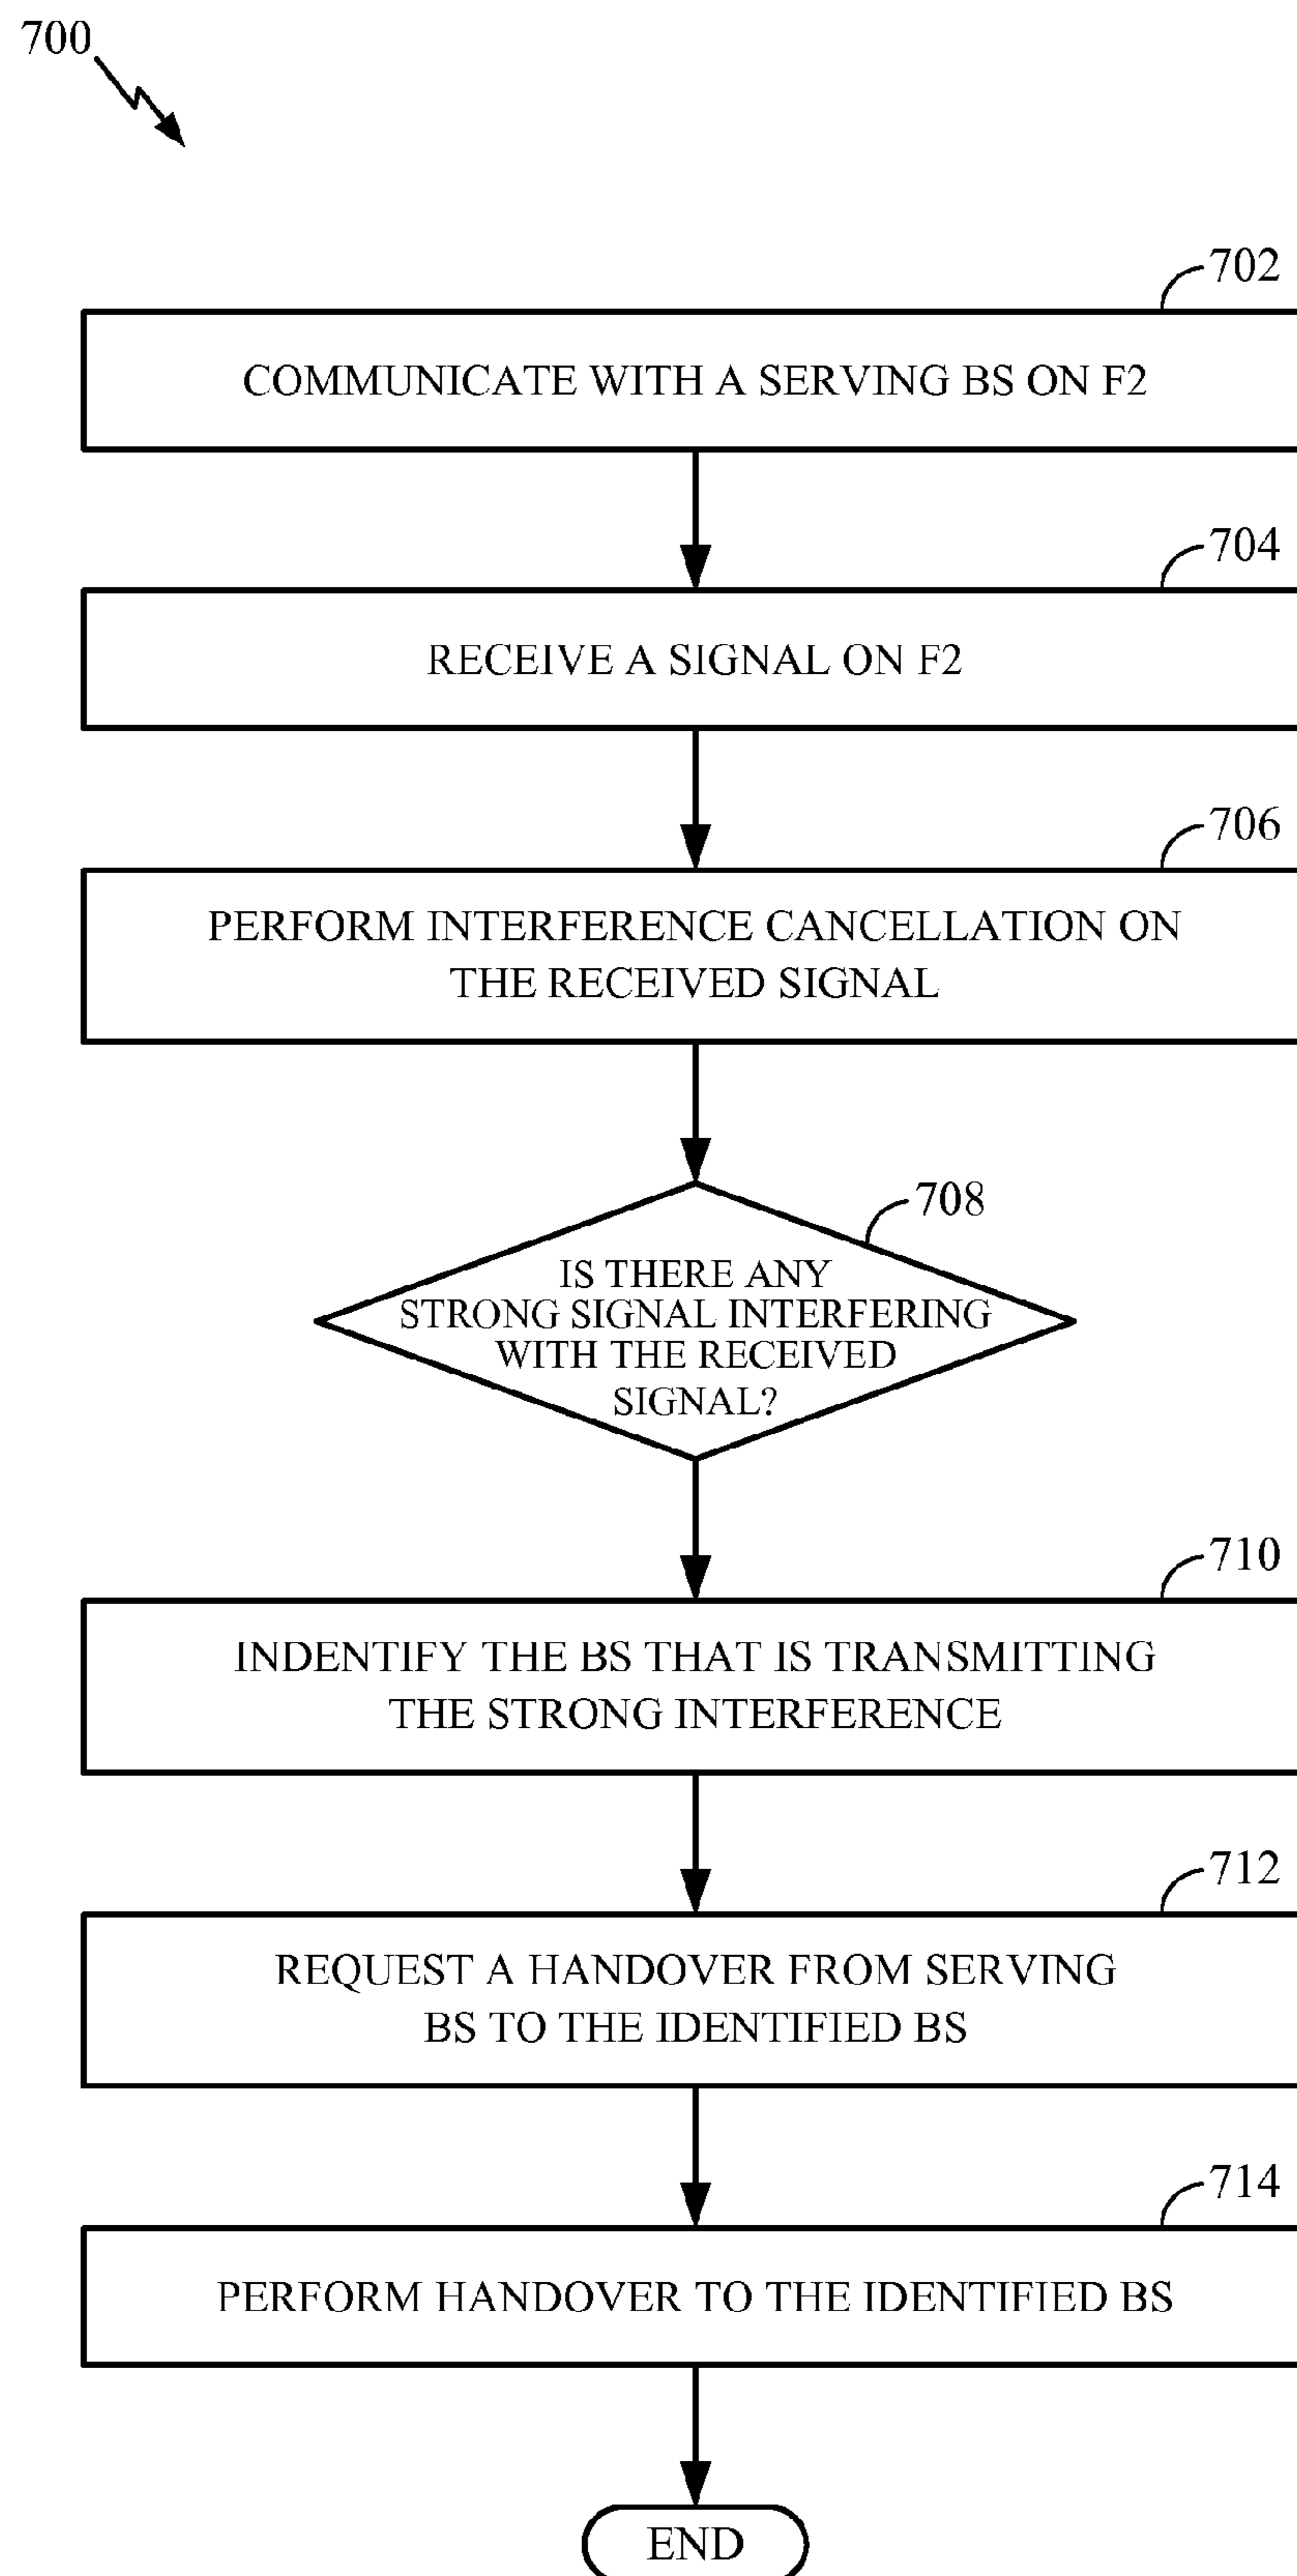 700
702
COMMUNICATE WITH A SERVING BS ON F2
704
RECEIVE A SIGNAL ON F2
706
PERFORM INTERFERENCE CANCELLATION ON
THE RECEIVED SIGNAL
708
IS THERE ANY
STRONG SIGNAL INTERFERING
WITH THE RECEIVED
SIGNAL?
710
INDENTIFY THE BS THAT IS TRANSMITTING
THE STRONG INTERFERENCE
712
REQUEST A HANDOVER FROM SERVING
BS TO THE IDENTIFIED BS
714
PERFORM HANDOVER TO THE IDENTIFIED BS
END